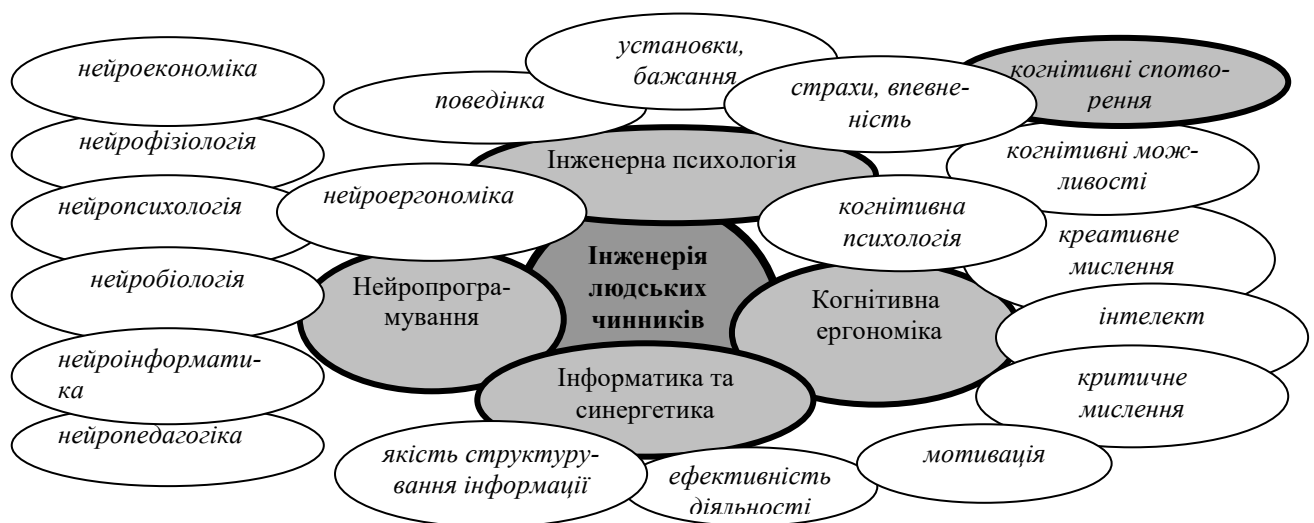 нейроекономіка
нейрофізіологія
нейропсихологія
нейробіологія
нейроінформати-
ка
нейропедагогіка
поведінка
установки,
бажання
страхи, впевне-
ність
когнітивні спотво-
рення
когнітивні мож-
ливості
креативне
мислення
інтелект
критичне
мислення
мотивація
Інженерна психологія
нейроергономіка
когнітивна
психологія
Інженерія
людських
чинників
Нейропрогра-
мування
Когнітивна
ергономіка
Інформатика та
синергетика
якість структуру-
вання інформації
ефективність
діяльності